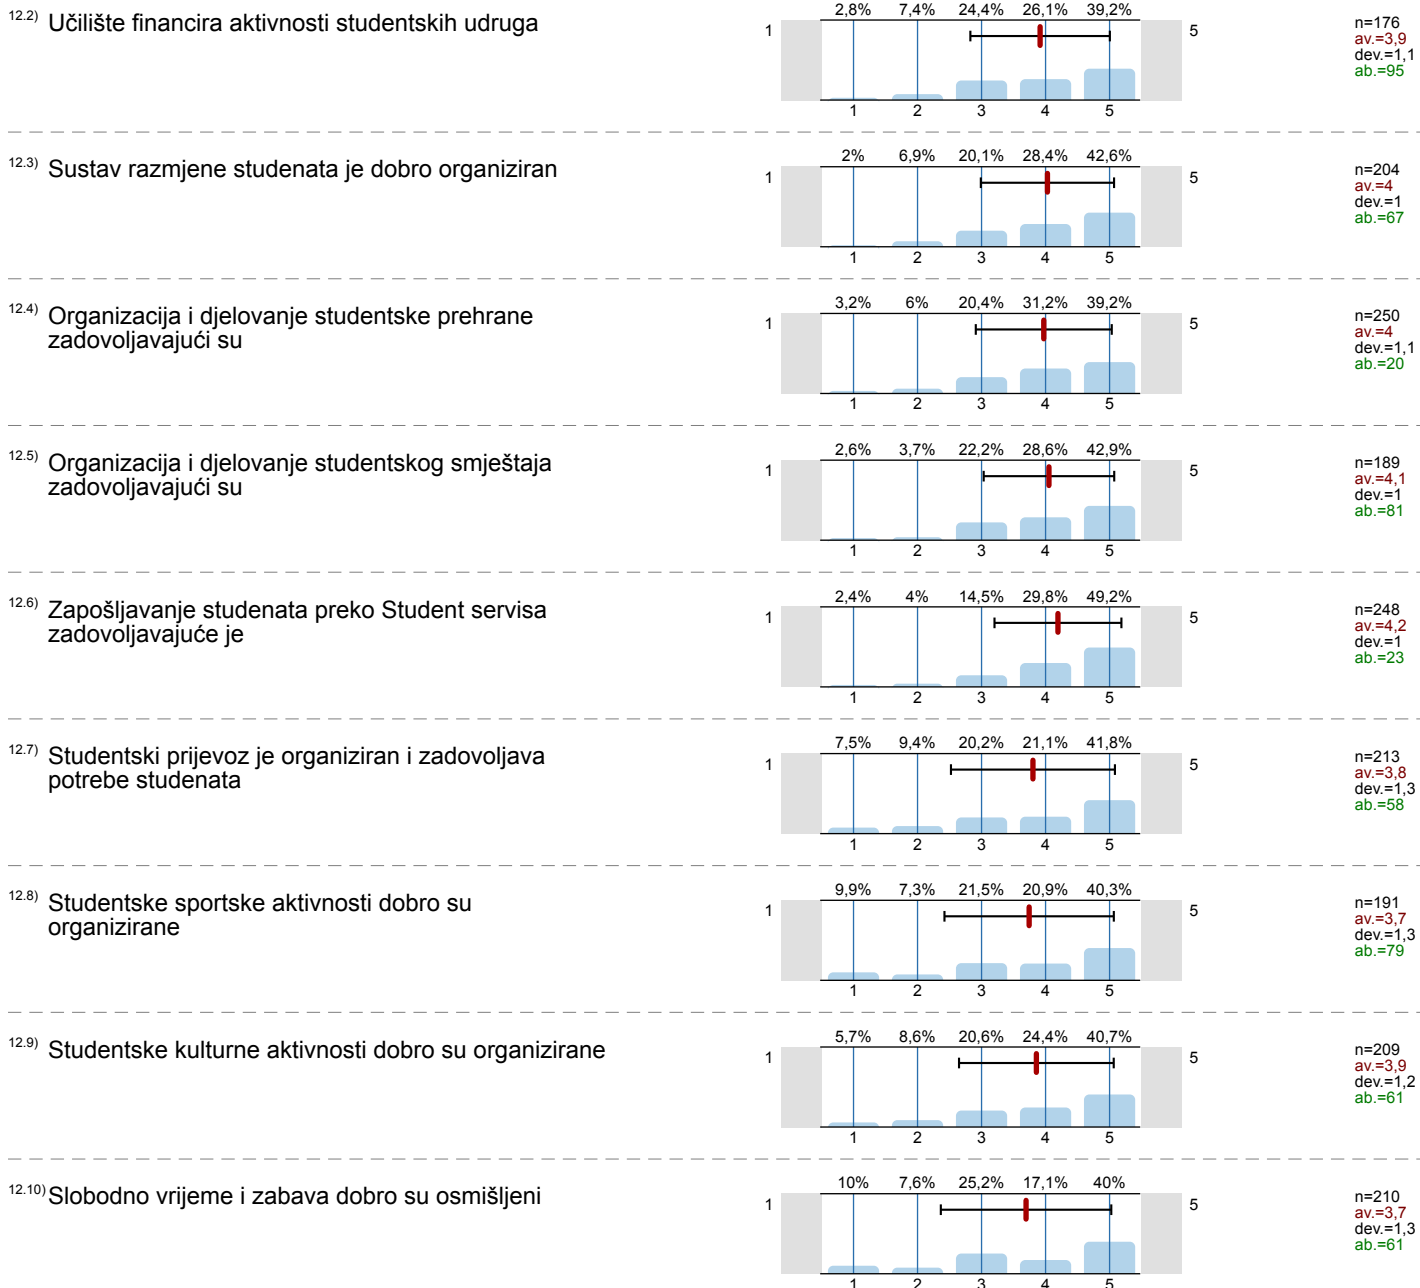 12.2) Učilište financira aktivnosti studentskih udruga
2,8% 7,4% 24,4% 26,1% 39,2%
1 5
1 2 3 4 5
n=176
av.=3,9
dev.=1,1
ab.=95
12.3) Sustav razmjene studenata je dobro organiziran
2% 6,9% 20,1% 28,4% 42,6%
1 5
1 2 3 4 5
n=204
av.=4
dev.=1
ab.=67
12.4) Organizacija i djelovanje studentske prehrane
zadovoljavajući su
3,2% 6% 20,4% 31,2% 39,2%
1 5
1 2 3 4 5
n=250
av.=4
dev.=1,1
ab.=20
12.5) Organizacija i djelovanje studentskog smještaja
zadovoljavajući su
2,6% 3,7% 22,2% 28,6% 42,9%
1 5
1 2 3 4 5
n=189
av.=4,1
dev.=1
ab.=81
12.6) Zapošljavanje studenata preko Student servisa
zadovoljavajuće je
2,4% 4% 14,5% 29,8% 49,2%
1 5
1 2 3 4 5
n=248
av.=4,2
dev.=1
ab.=23
12.7) Studentski prijevoz je organiziran i zadovoljava
potrebe studenata
7,5% 9,4% 20,2% 21,1% 41,8%
1 5
1 2 3 4 5
n=213
av.=3,8
dev.=1,3
ab.=58
12.8) Studentske sportske aktivnosti dobro su
organizirane
9,9% 7,3% 21,5% 20,9% 40,3%
1 5
1 2 3 4 5
n=191
av.=3,7
dev.=1,3
ab.=79
12.9) Studentske kulturne aktivnosti dobro su organizirane
5,7% 8,6% 20,6% 24,4% 40,7%
1 5
1 2 3 4 5
n=209
av.=3,9
dev.=1,2
ab.=61
12.10) Slobodno vrijeme i zabava dobro su osmišljeni
10% 7,6% 25,2% 17,1% 40%
1 5
1 2 3 4 5
n=210
av.=3,7
dev.=1,3
ab.=61